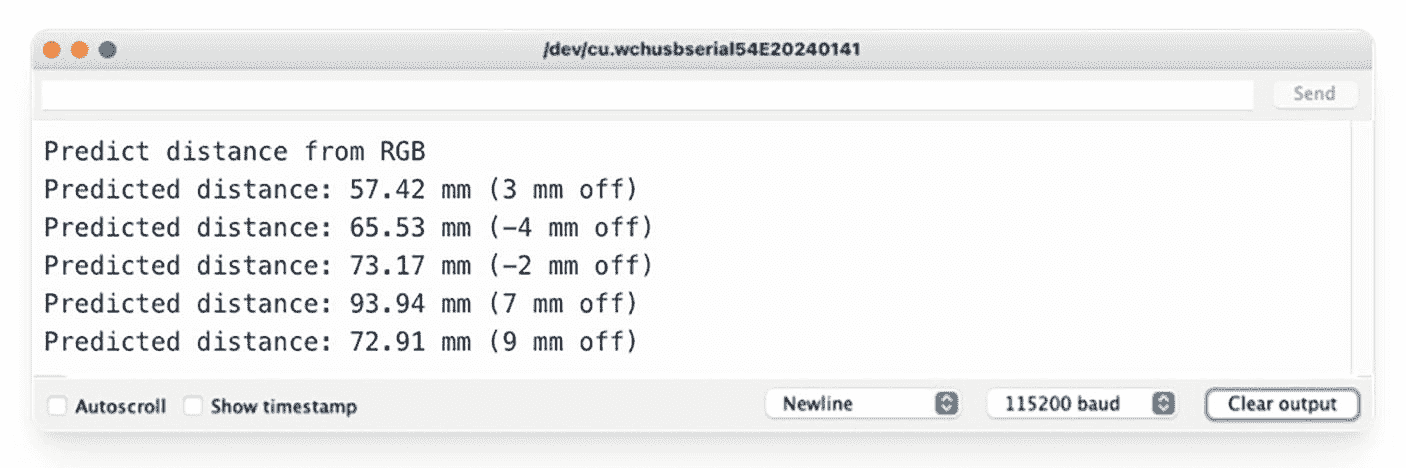 /dev/cu.wchusbserial54E20240141
Send
Predict distance from RGB
Predicted distance: 57.42 mm (3 mm off)
Predicted distance: 65.53 mm (-4 mm off)
Predicted distance: 73.17 mm (-2 mm off)
Predicted distance: 93.94 mm (7 mm off)
Predicted distance: 72.91 mm (9 mm off)
Autoscroll Show timestamp Newline 115200 baud Clear output